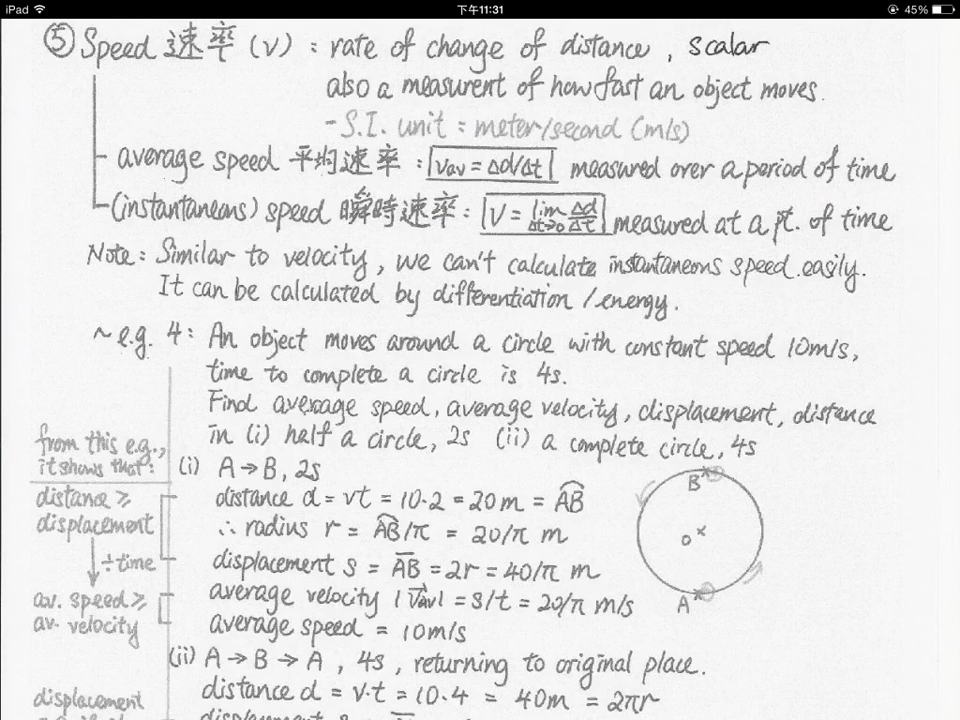 iPad 下午11:31 45%
⑤ Speed 速率 (v) : rate of change of distance , scalar
also a measurent of how fast an object moves.
- S.I. unit : meter/second (m/s)
average speed 平均速率 : vav = Δd/Δt measured over a period of time
(instantaneons) speed 瞬時速率 : V = lim Δt→0 Δd/Δt measured at a pt. of time
Note : Similar to velocity , we can't calculate instantaneons speed easily.
It can be calculated by differentiation / energy.
~ e.g. 4 : An object moves around a circle with constant speed 10m/s,
time to complete a circle is 4s.
Find average speed, average velocity, displacement, distance
in (i) half a circle, 2s (ii) a complete circle, 4s
from this e.g.,
it shows that :
distance ≥
displacement
÷time
av. speed ≥
av. velocity
displacement
(i) A → B, 2s
distance d = vt = 10·2 = 20m = A͡B
∴ radius r = A͡B/π = 20/π m
displacement s = A̅B̅ = 2r = 40/π m
average velocity |v⃗av| = s/t = 20/π m/s
average speed = 10m/s
B
O
A
(ii) A → B → A , 4s , returning to original place.
distance d = v·t = 10·4 = 40m = 2πr